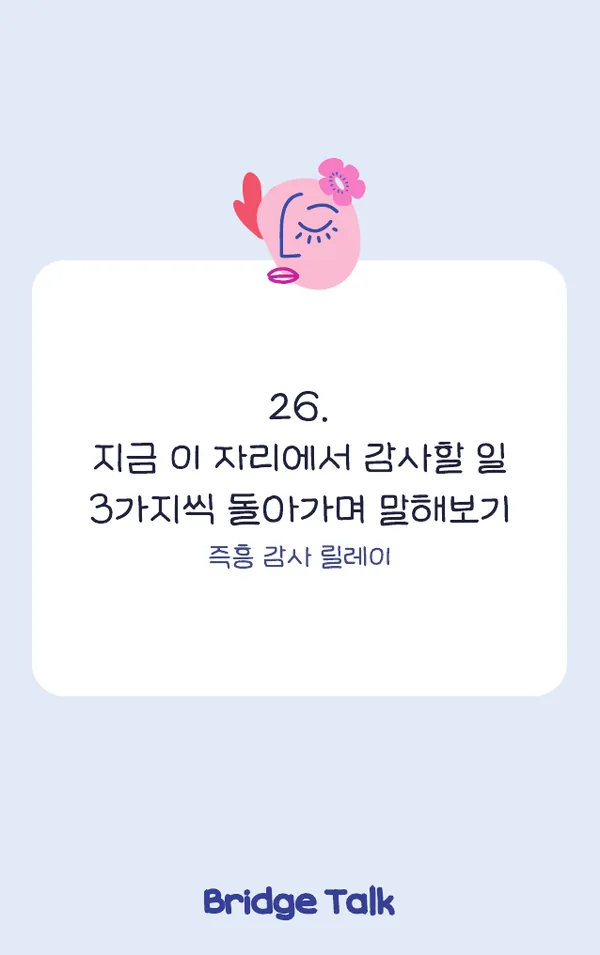 26.
지금 이 자리에서 감사할 일
3가지씩 돌아가며 말해보기
즉흥 감사 릴레이
Bridge Talk